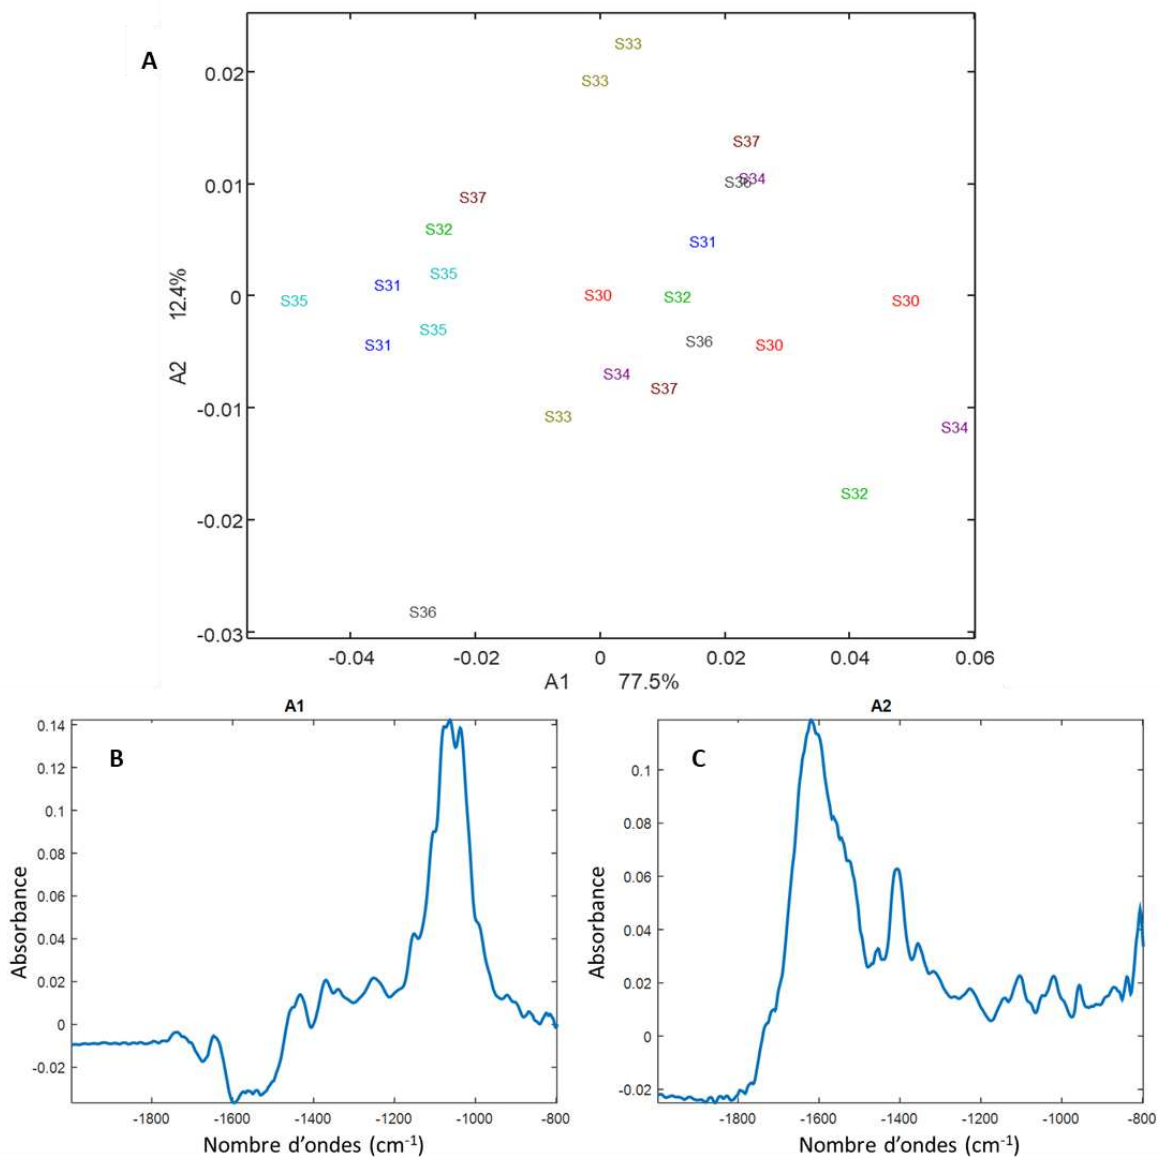 A
S33
0.02
S33
S37
0.01
S36
S34
S37
S32
S31
S35
S31
0
S35
S30
S32
S30
S35
S31
S36
S30
S34
S37
-0.01
S33
S34
S32
-0.02
S36
-0.03
A2 12.4%
-0.04 -0.02 0 0.02 0.04 0.06
A1 77.5%
A1
B
0.14
0.12
0.1
0.08
0.06
0.04
0.02
0
-0.02
Absorbance
-1800 -1600 -1400 -1200 -1000 -800
Nombre d'ondes (cm-1)
A2
C
0.1
0.08
0.06
0.04
0.02
0
-0.02
Absorbance
-1800 -1600 -1400 -1200 -1000 -800
Nombre d'ondes (cm-1)